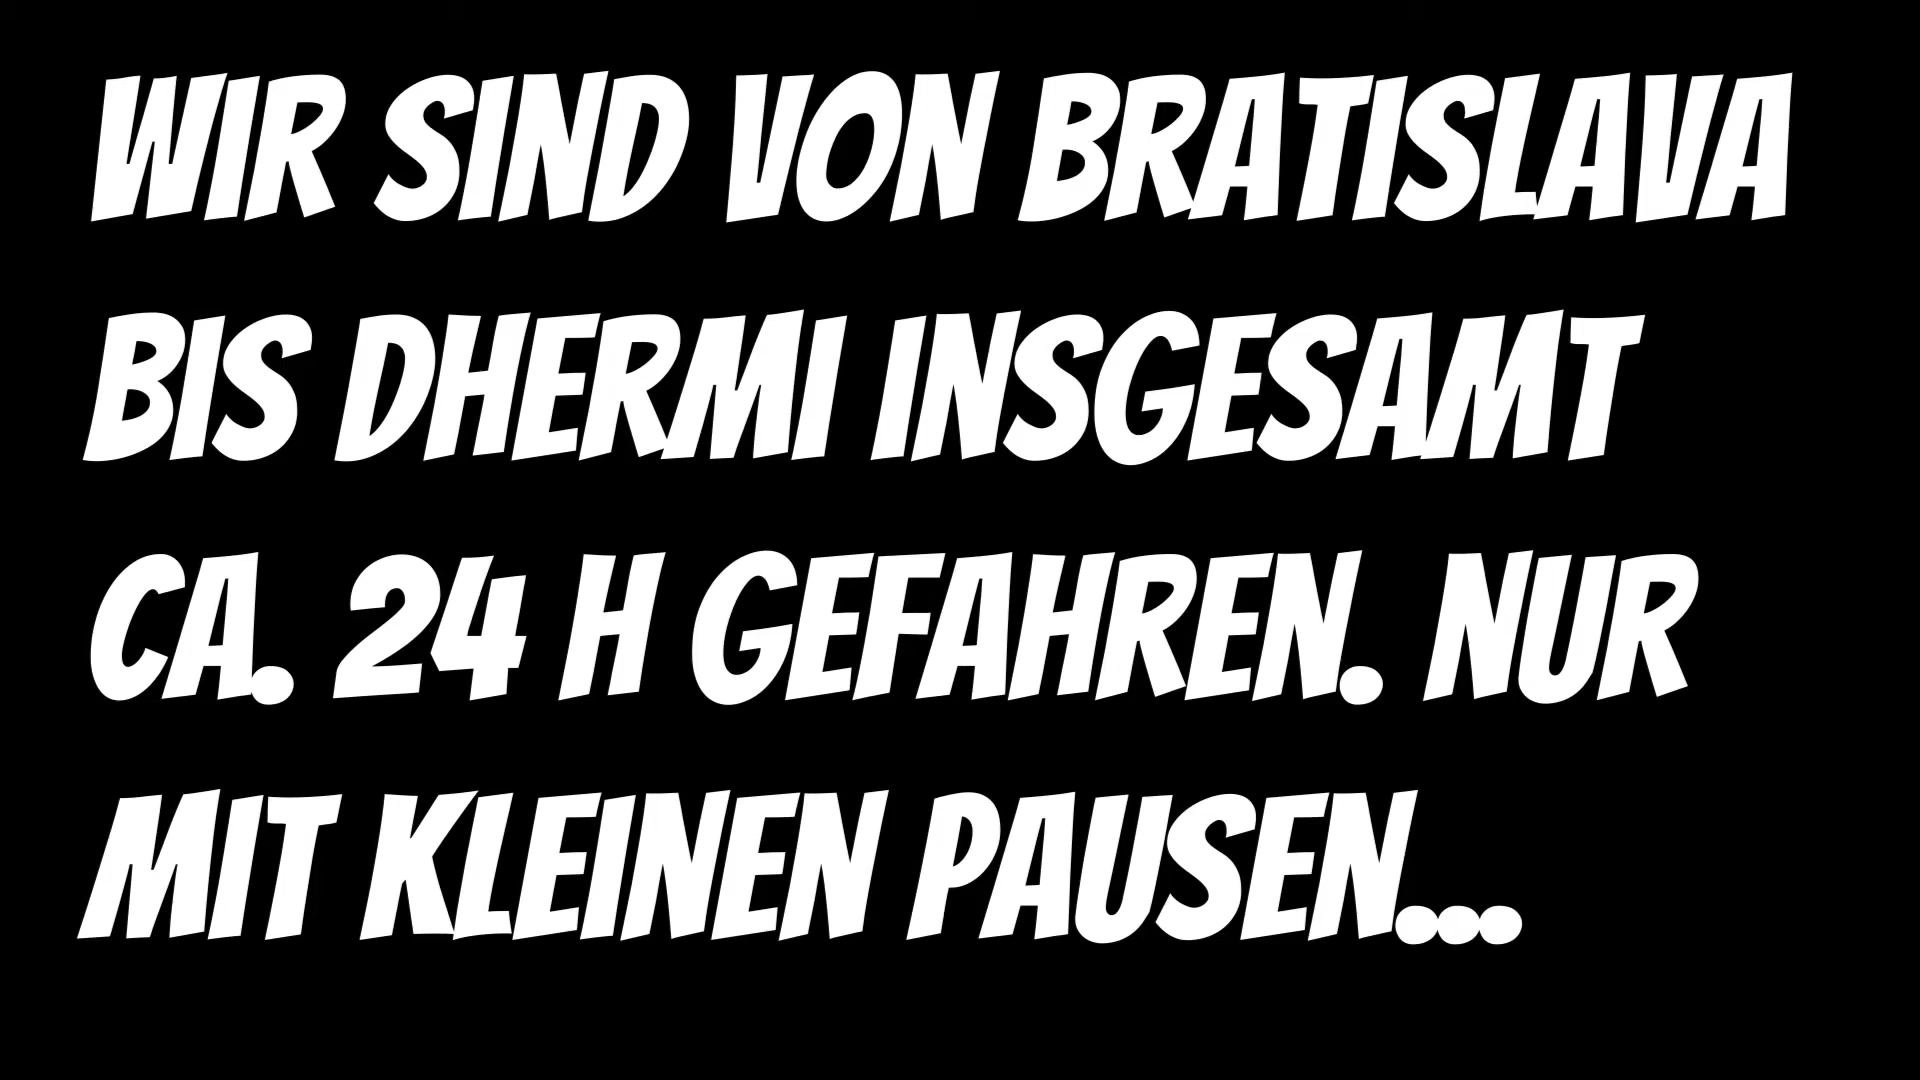 WIR SIND VON BRATISLAVA
BIS DHERMI INSGESAMT
CA. 24 H GEFAHREN. NUR
MIT KLEINEN PAUSEN...